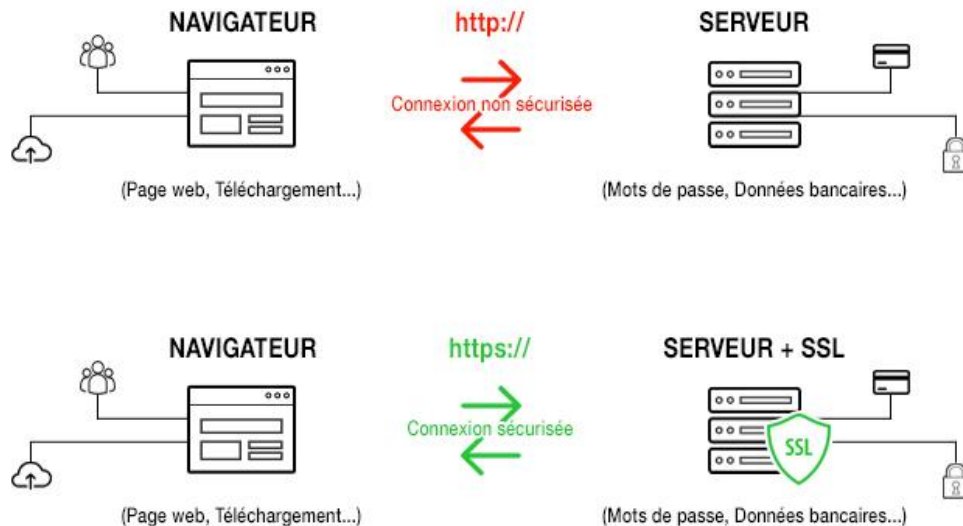 NAVIGATEUR http:// SERVEUR
Connexion non sécurisée
(Page web, Téléchargement...) (Mots de passe, Données bancaires...)
NAVIGATEUR https:// SERVEUR + SSL
Connexion sécurisée
SSL
(Page web, Téléchargement...) (Mots de passe, Données bancaires...)